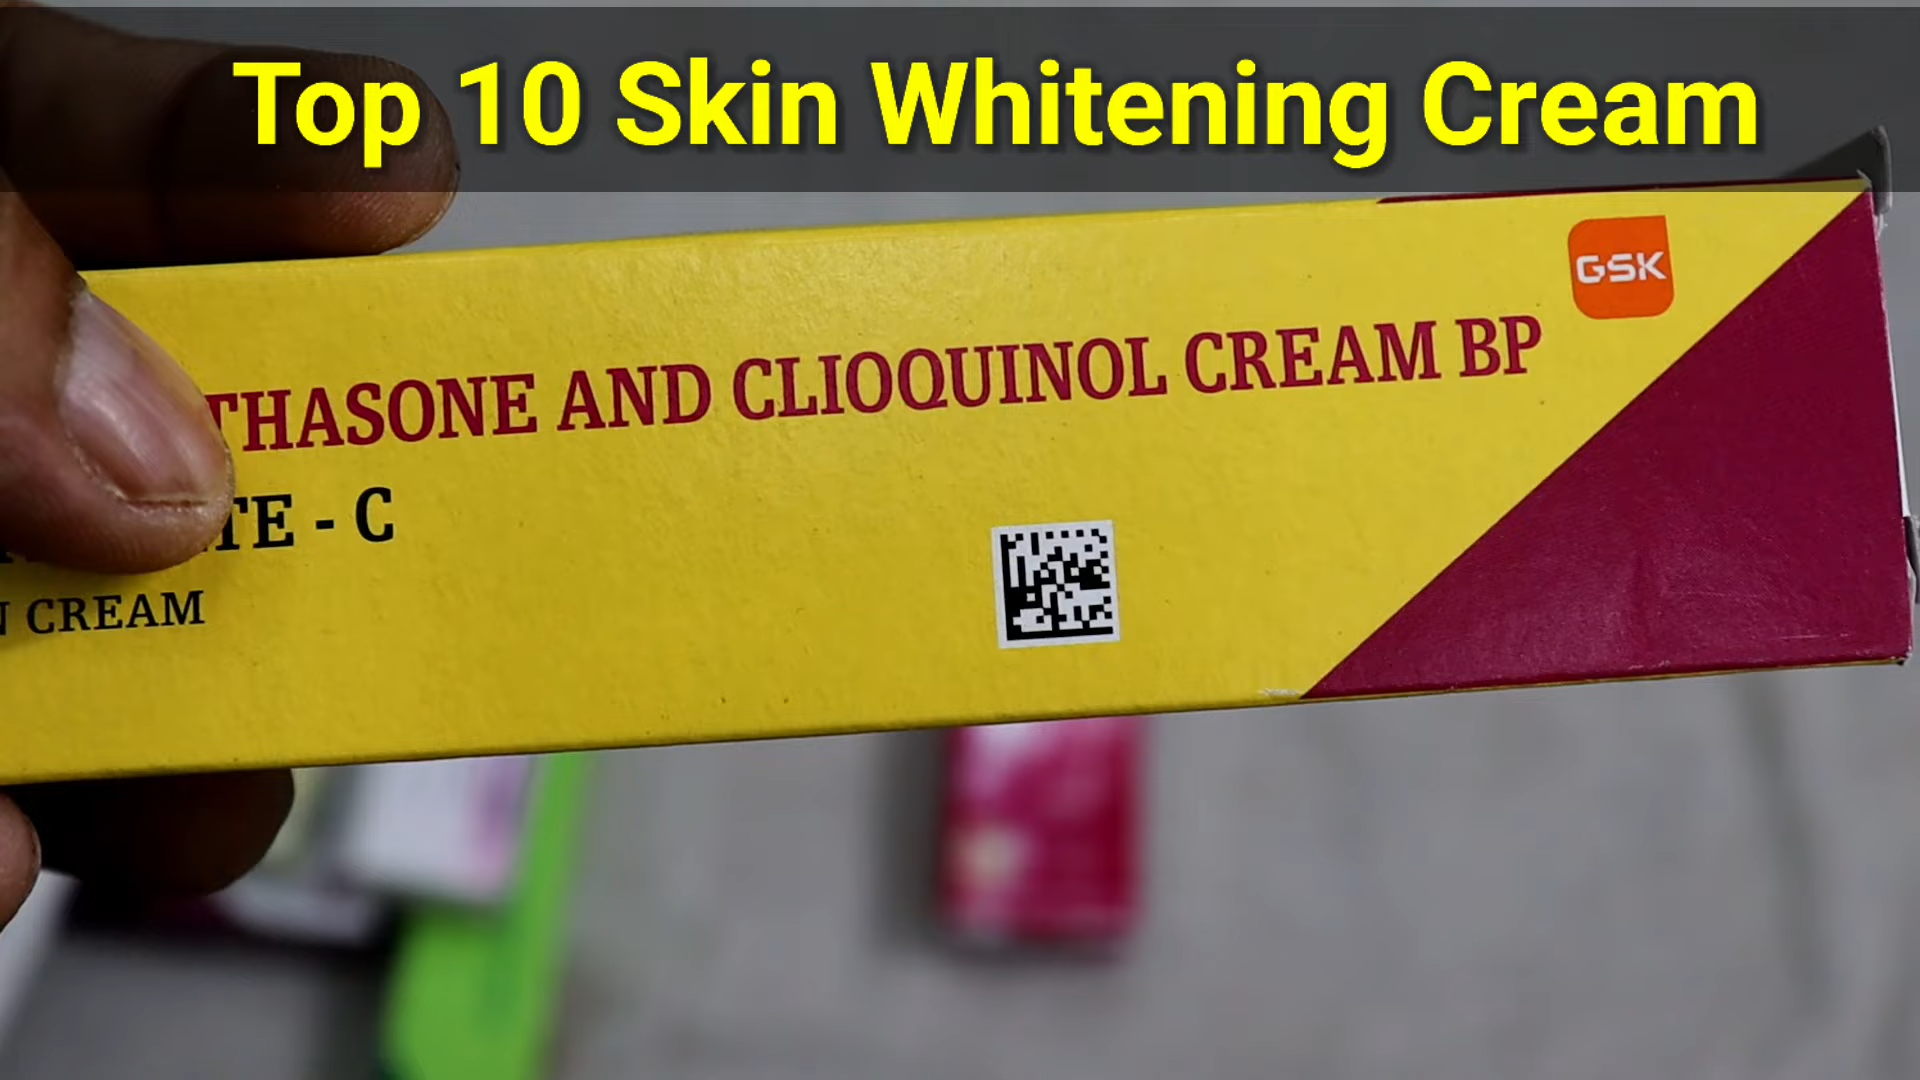 Top 10 Skin Whitening Cream
GSK
THASONE AND CLIOQUINOL CREAM BP
TE - C
N CREAM